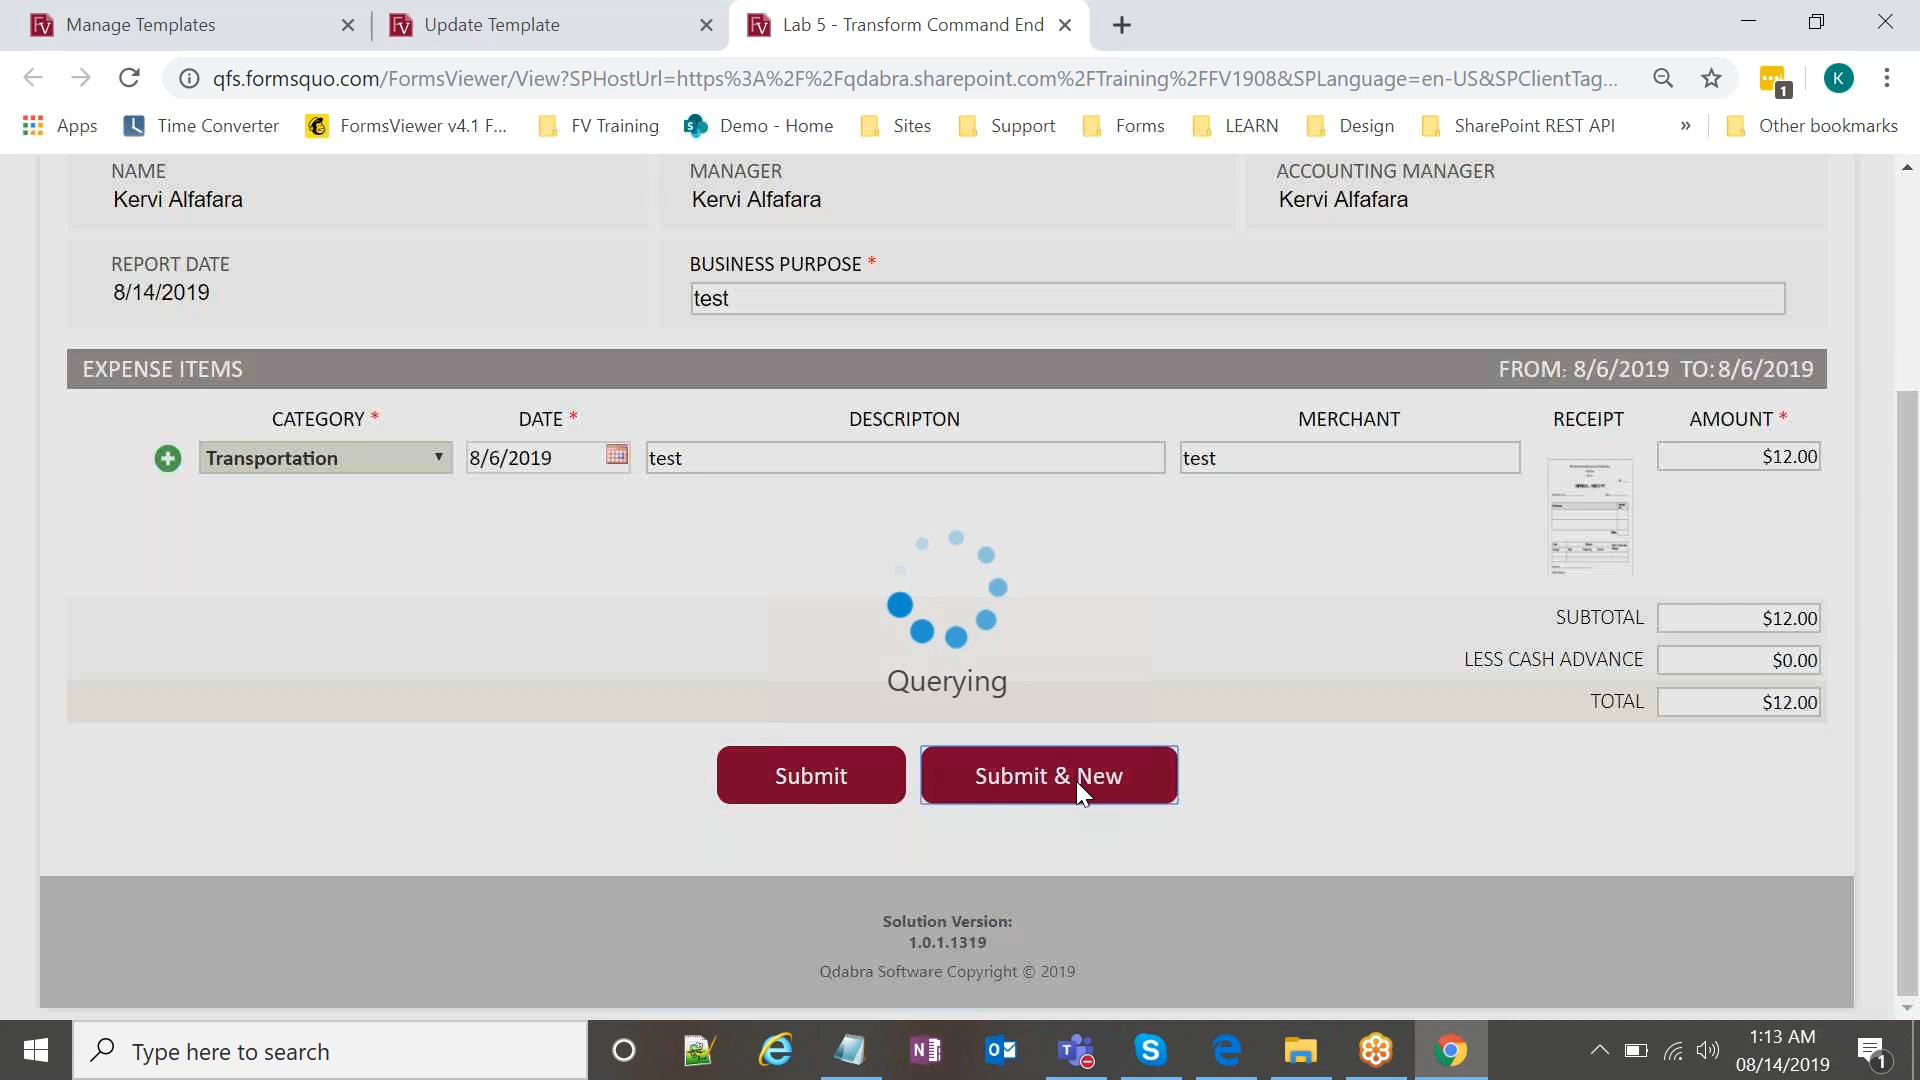 Manage Templates
Update Template
Lab 5 - Transform Command End
qfs.formsquo.com/FormsViewer/View?SPHostUrl=https%3A%2F%2Fqdabra.sharepoint.com%2FTraining%2FFV1908&SPLanguage=en-US&SPClientTag...
1
K
Apps
Time Converter
FormsViewer v4.1 F...
FV Training
Demo - Home
Sites
Support
Forms
LEARN
Design
SharePoint REST API
»
Other bookmarks
NAME
MANAGER
ACCOUNTING MANAGER
Kervi Alfafara
Kervi Alfafara
Kervi Alfafara
REPORT DATE
BUSINESS PURPOSE *
8/14/2019
test
EXPENSE ITEMS
FROM: 8/6/2019 TO: 8/6/2019
CATEGORY *
DATE *
DESCRIPTON
MERCHANT
RECEIPT
AMOUNT *
Transportation
8/6/2019
test
test
$12.00
SUBTOTAL
$12.00
LESS CASH ADVANCE
$0.00
Querying
TOTAL
$12.00
Submit
Submit & New
Solution Version:
1.0.1.1319
Qdabra Software Copyright © 2019
Type here to search
1:13 AM
08/14/2019
1